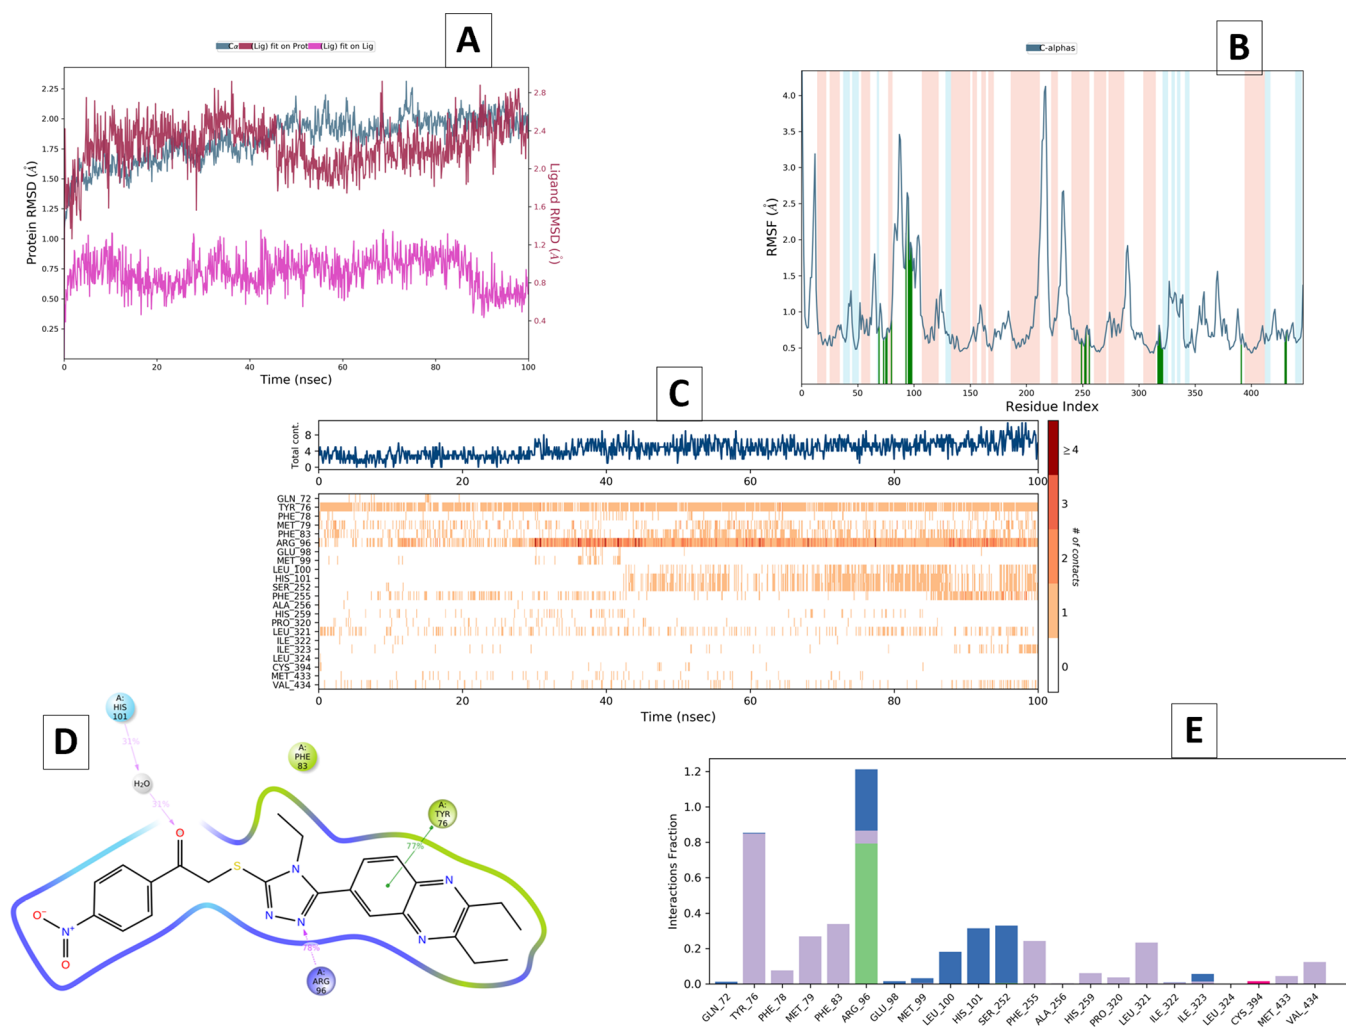 A
Cα (Lig) fit on Prot (Lig) fit on Lig
Protein RMSD (Å)
2.25
2.00
1.75
1.50
1.25
1.00
0.75
0.50
0.25
2.8
2.4
2.0
1.6
1.2
0.8
0.4
Ligand RMSD (Å)
0 20 40 60 80 100
Time (nsec)
B
C-alphas
RMSF (Å)
4.0
3.5
3.0
2.5
2.0
1.5
1.0
0.5
0 50 100 150 200 250 300 350 400
Residue Index
C
Total cont.
8
4
0
0 20 40 60 80 100
GLN_72
TYR_76
PHE_78
MET_79
PHE_83
ARG_96
GLU_98
MET_99
LEU_100
HIS_101
SER_252
PHE_255
ALA_256
HIS_259
PRO_320
LEU_321
ILE_322
ILE_323
LEU_324
CYS_394
MET_433
VAL_434
0 20 40 60 80 100
Time (nsec)
≥4
3
2
1
0
# of contacts
D
A:
HIS
101
31%
H₂O
31%
A:
PHE
83
A:
TYR
76
77%
O
S
N
N
N
N
N
O⁻
N⁺
O
78%
A:
ARG
96
E
Interactions Fraction
1.2
1.0
0.8
0.6
0.4
0.2
0.0
GLN_72
TYR_76
PHE_78
MET_79
PHE_83
ARG_96
GLU_98
MET_99
LEU_100
HIS_101
SER_252
PHE_255
ALA_256
HIS_259
PRO_320
LEU_321
ILE_322
ILE_323
LEU_324
CYS_394
MET_433
VAL_434